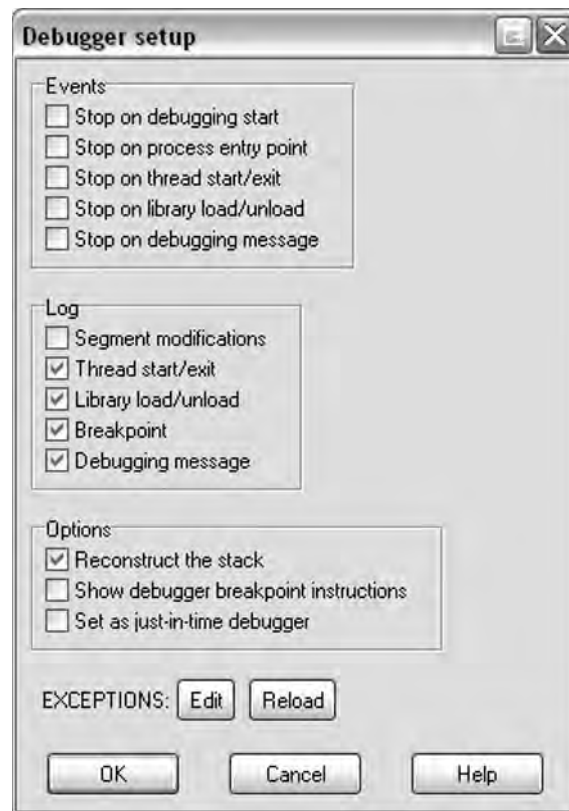 Debugger setup
Events
Stop on debugging start
Stop on process entry point
Stop on thread start/exit
Stop on library load/unload
Stop on debugging message
Log
Segment modifications
Thread start/exit
Library load/unload
Breakpoint
Debugging message
Options
Reconstruct the stack
Show debugger breakpoint instructions
Set as just-in-time debugger
EXCEPTIONS: Edit Reload
OK Cancel Help